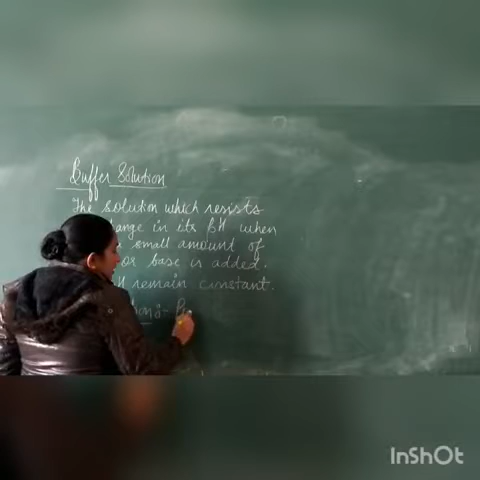 Buffer Solution
The solution which resists
change in its pH when
small amount of
or base is added.
pH remain constant.
InShOt